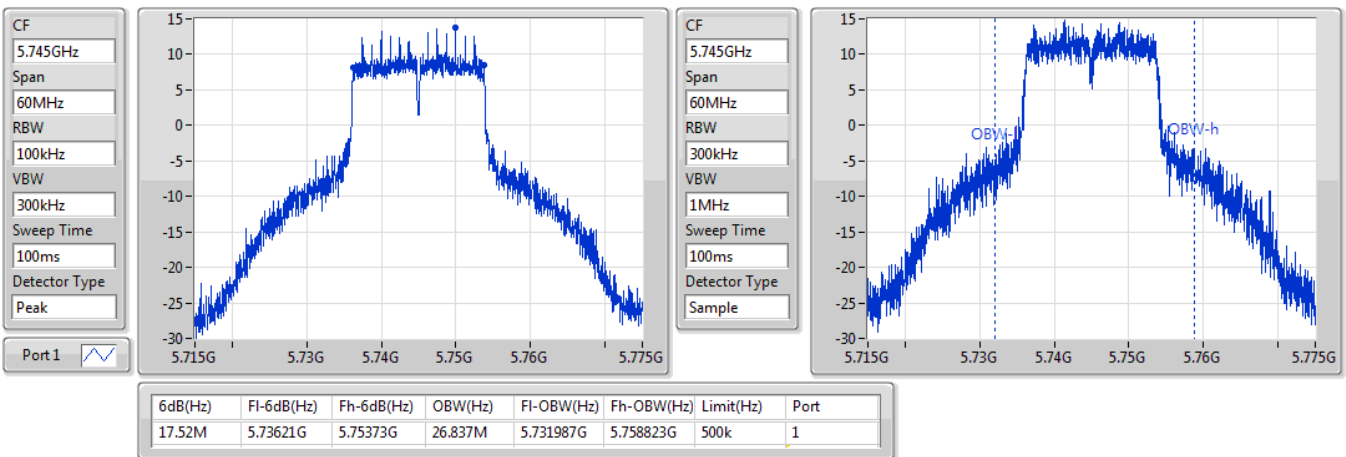 CF
5.745GHz
Span
60MHz
RBW
100kHz
VBW
300kHz
Sweep Time
100ms
Detector Type
Peak
Port 1
15
10
5
0
-5
-10
-15
-20
-25
-30
5.715G 5.73G 5.74G 5.75G 5.76G 5.775G
CF
5.745GHz
Span
60MHz
RBW
300kHz
VBW
1MHz
Sweep Time
100ms
Detector Type
Sample
15
10
5
0
-5
-10
-15
-20
-25
-30
OBW-l OBW-h
5.715G 5.73G 5.74G 5.75G 5.76G 5.775G
6dB(Hz) Fl-6dB(Hz) Fh-6dB(Hz) OBW(Hz) Fl-OBW(Hz) Fh-OBW(Hz) Limit(Hz) Port
17.52M 5.73621G 5.75373G 26.837M 5.731987G 5.758823G 500k 1